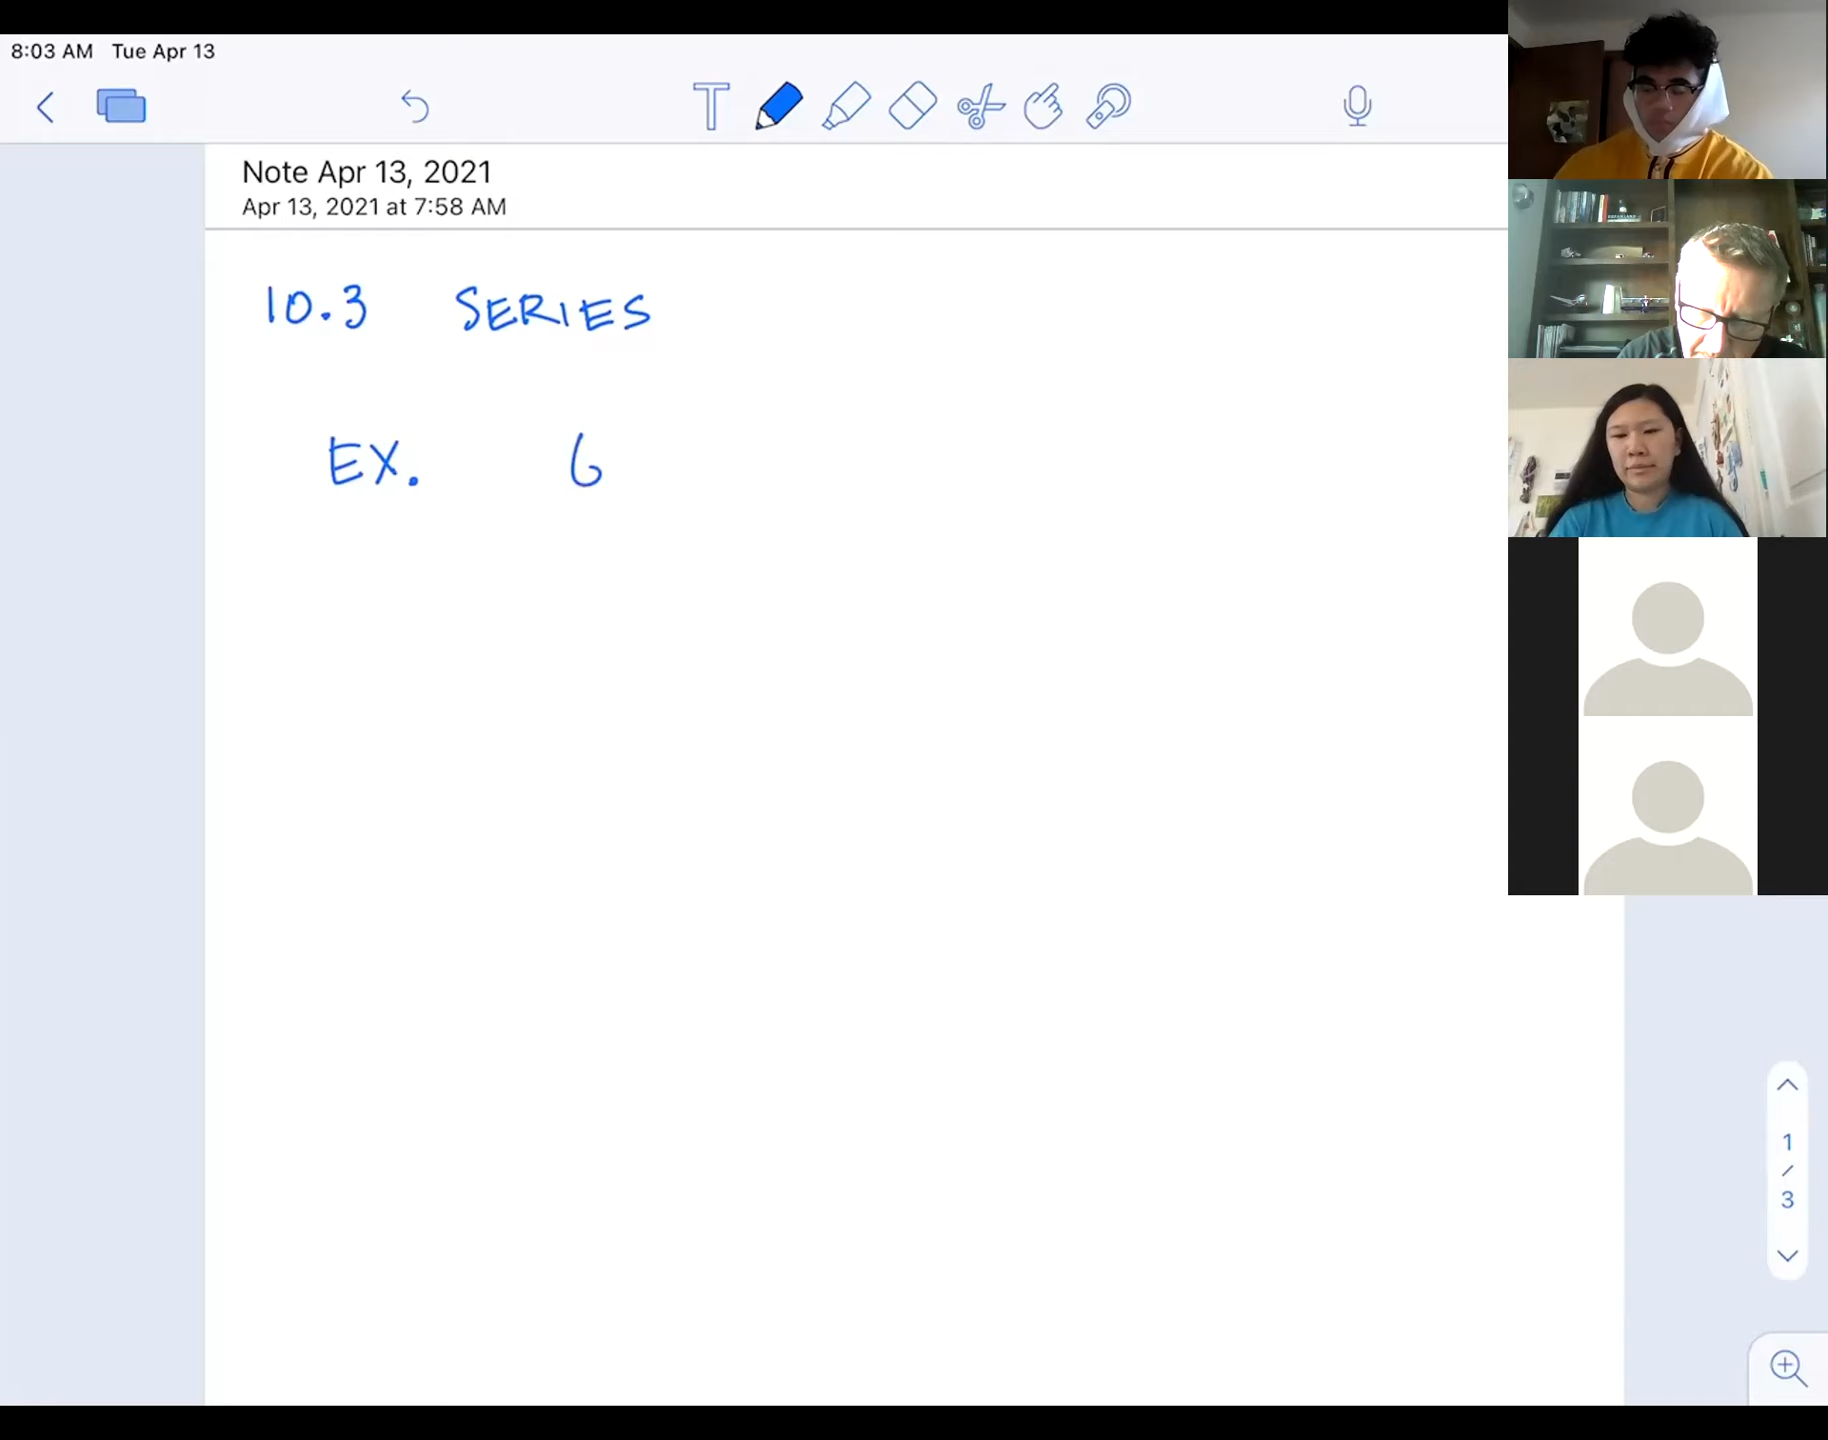 8:03 AM Tue Apr 13
T
Note Apr 13, 2021
Apr 13, 2021 at 7:58 AM
10.3 SERIES
EX. 6
1
/
3